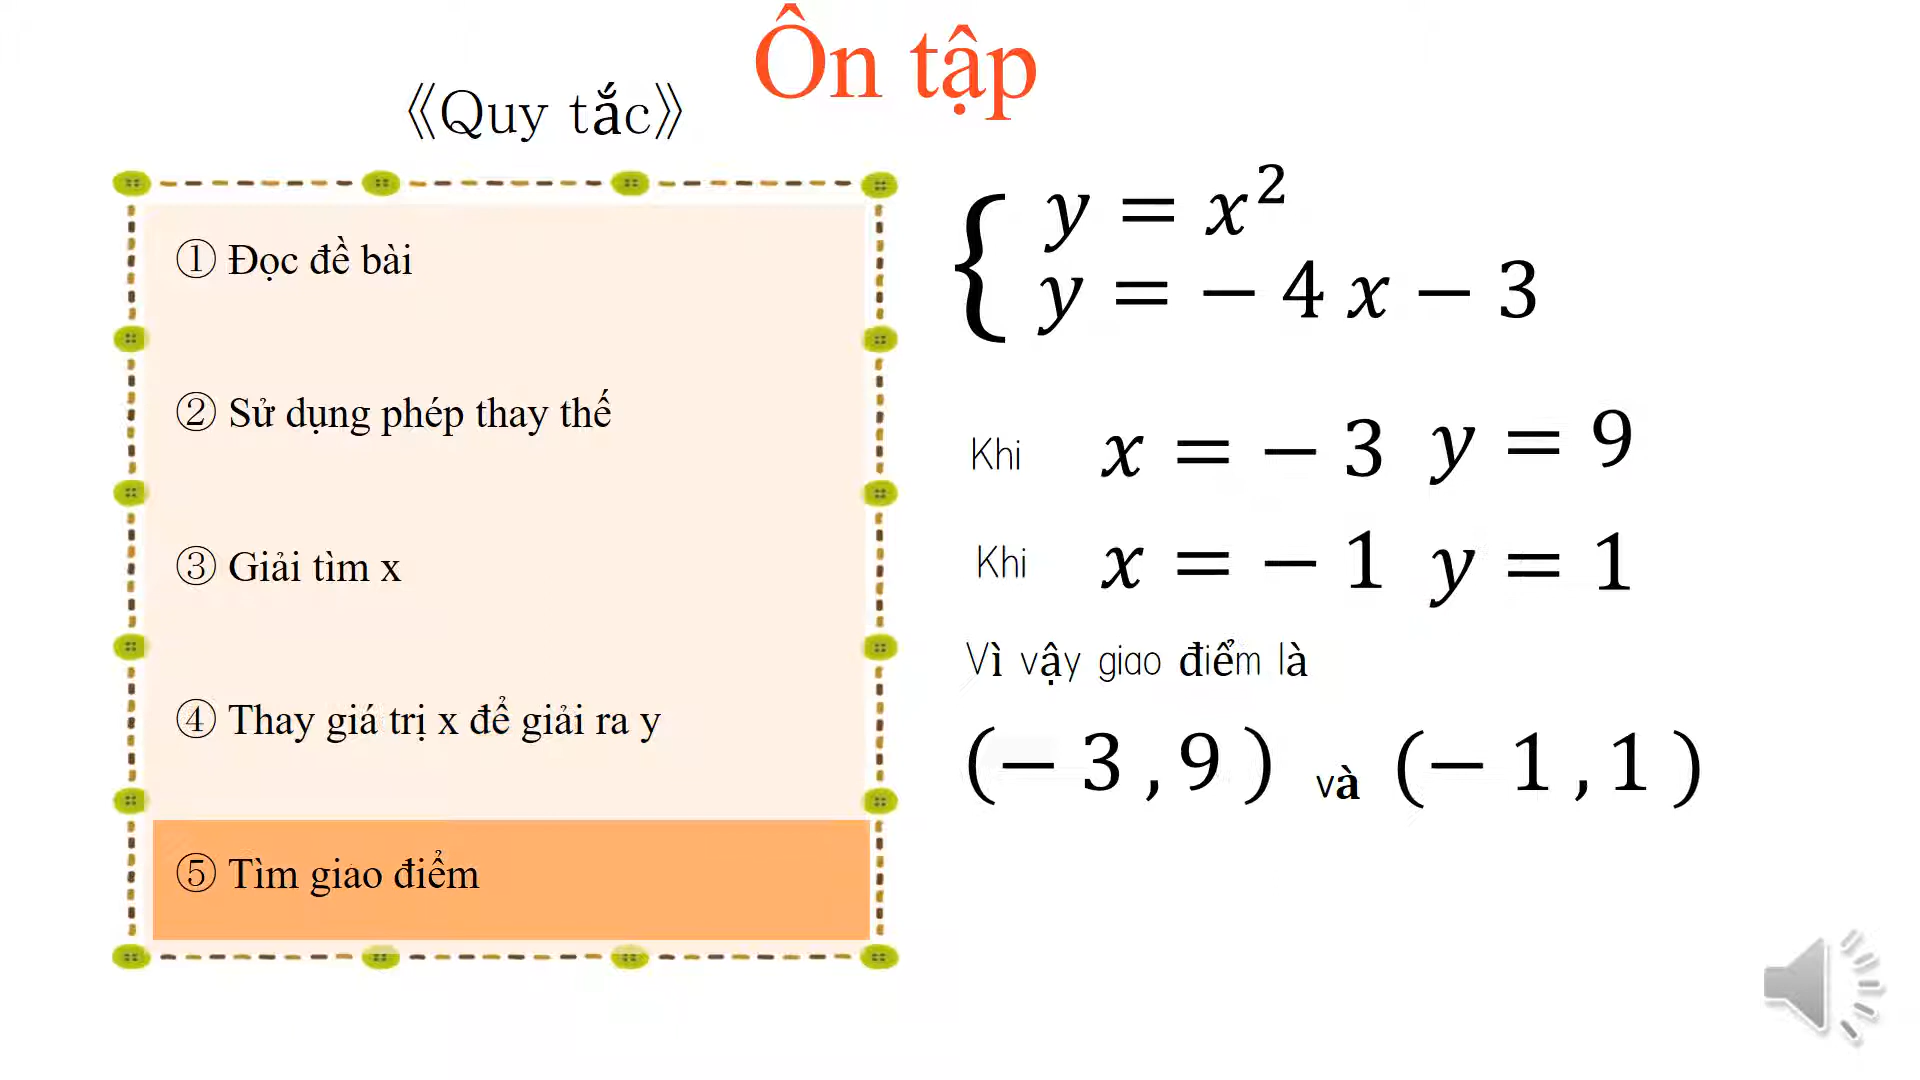 Ôn tập
《Quy tắc》
① Đọc đề bài
② Sử dụng phép thay thế
③ Giải tìm x
④ Thay giá trị x để giải ra y
⑤ Tìm giao điểm
{ y = x²
y = − 4 x − 3
Khi x = − 3 y = 9
Khi x = − 1 y = 1
Vì vậy giao điểm là
(− 3 , 9 ) và (− 1 , 1 )